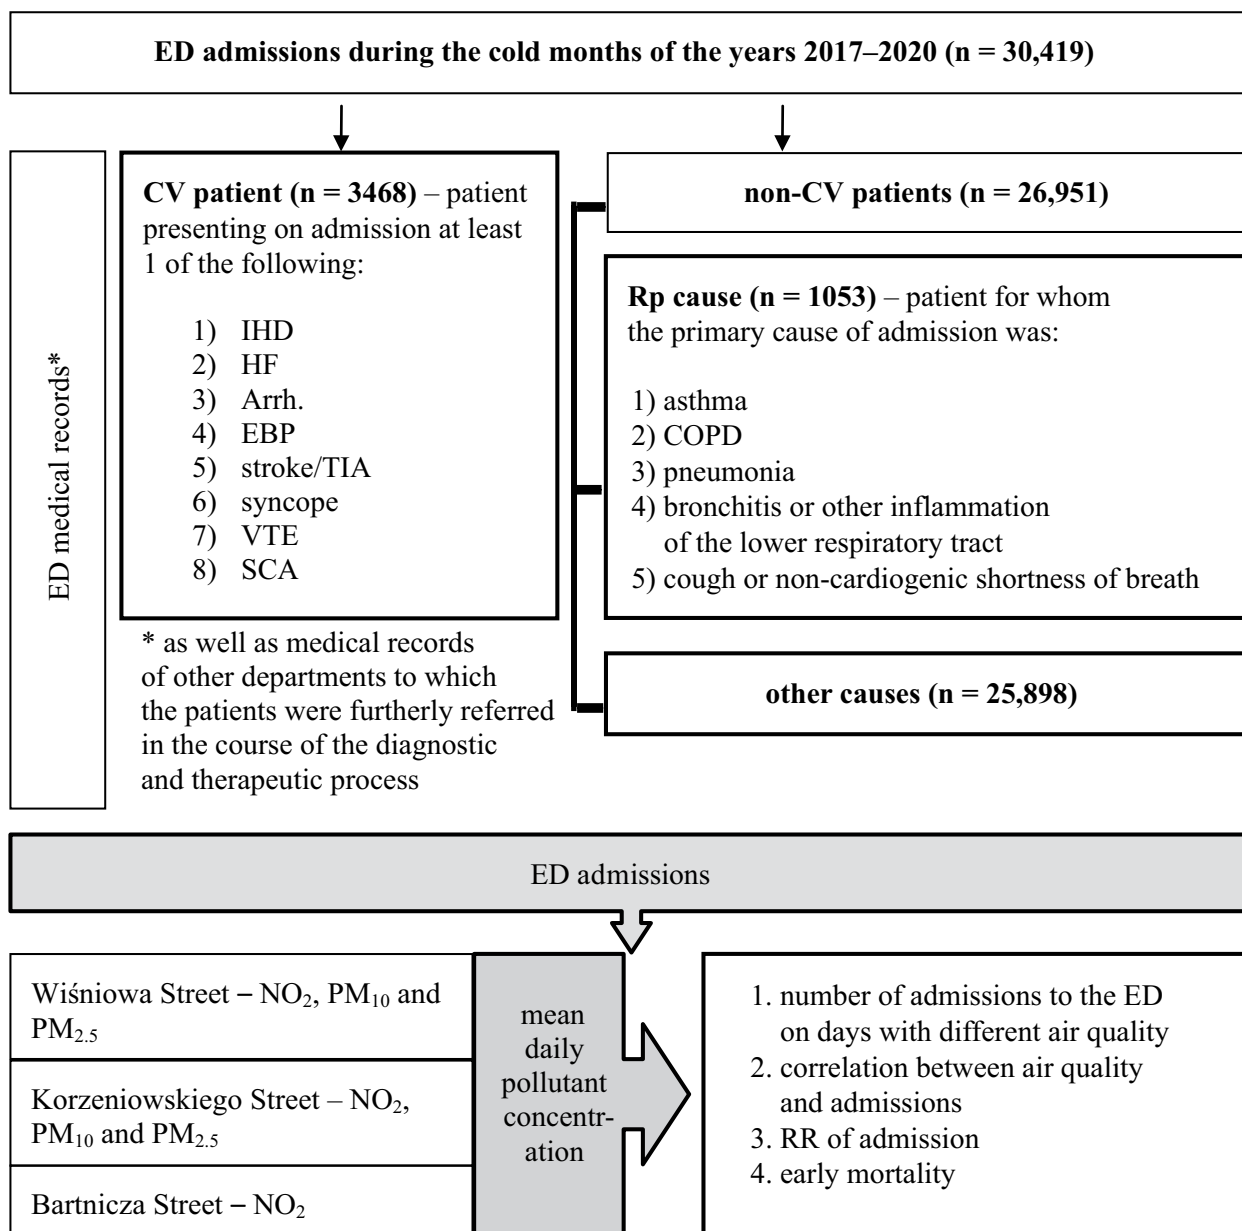 ED admissions during the cold months of the years 2017–2020 (n = 30,419)
ED medical records*
CV patient (n = 3468) – patient
presenting on admission at least
1 of the following:
1) IHD
2) HF
3) Arrh.
4) EBP
5) stroke/TIA
6) syncope
7) VTE
8) SCA
* as well as medical records
of other departments to which
the patients were furtherly referred
in the course of the diagnostic
and therapeutic process
non-CV patients (n = 26,951)
Rp cause (n = 1053) – patient for whom
the primary cause of admission was:
1) asthma
2) COPD
3) pneumonia
4) bronchitis or other inflammation
of the lower respiratory tract
5) cough or non-cardiogenic shortness of breath
other causes (n = 25,898)
ED admissions
Wiśniowa Street – NO₂, PM₁₀ and
PM₂.₅
Korzeniowskiego Street – NO₂,
PM₁₀ and PM₂.₅
Bartnicza Street – NO₂
mean
daily
pollutant
concentr-
ation
1. number of admissions to the ED
on days with different air quality
2. correlation between air quality
and admissions
3. RR of admission
4. early mortality